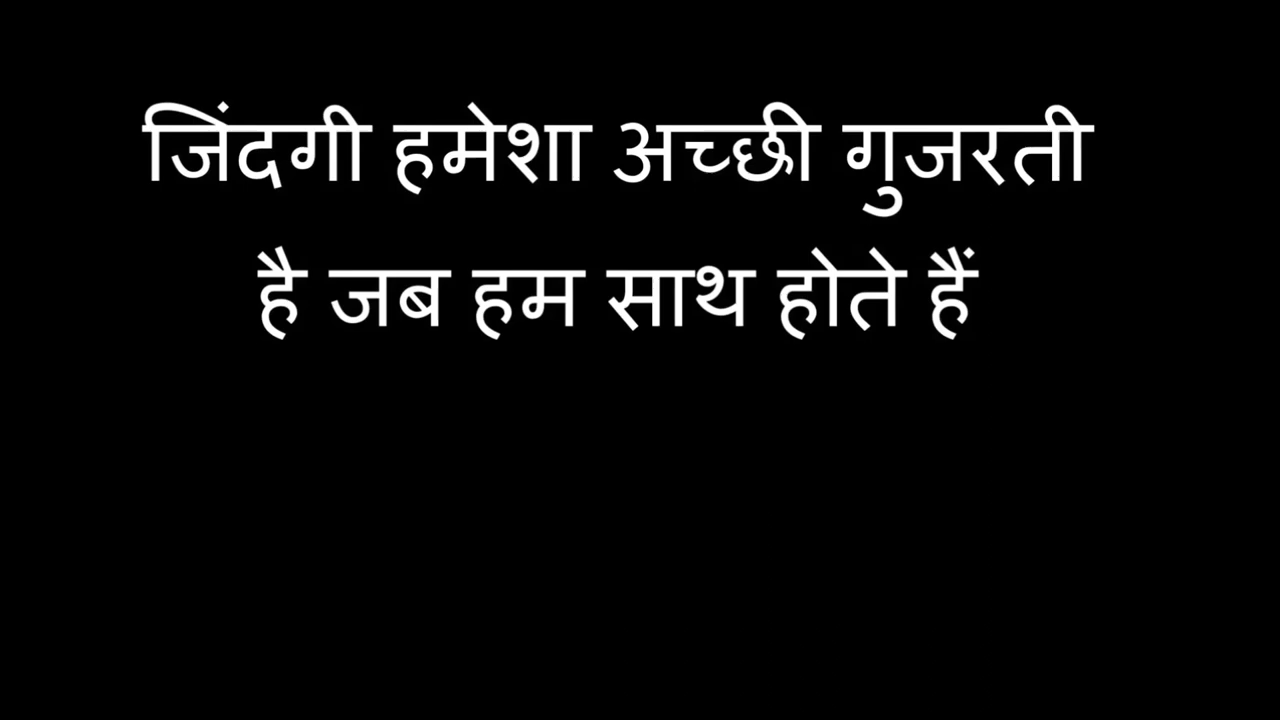 जिंदगी हमेशा अच्छी गुजरती
है जब हम साथ होते हैं